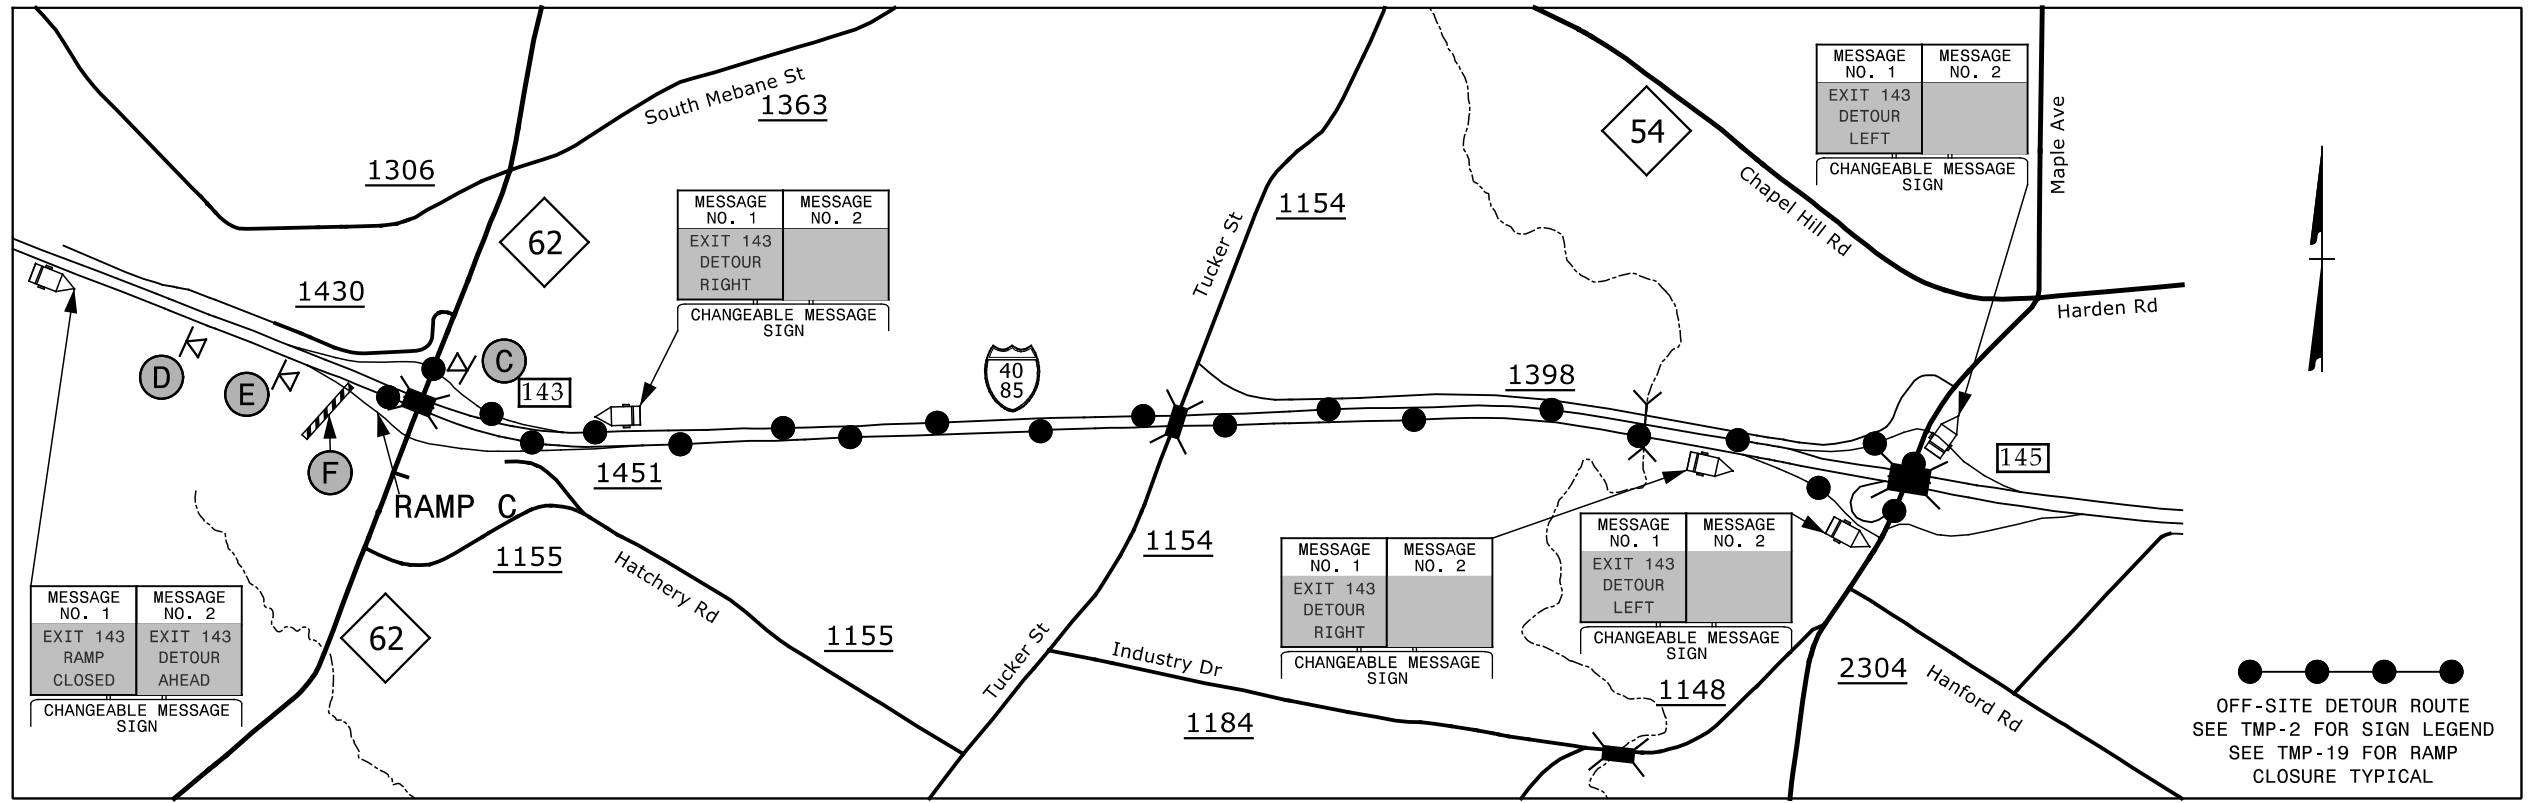 MESSAGE NO. 1
MESSAGE NO. 2
EXIT 143
DETOUR
LEFT
CHANGEABLE MESSAGE
SIGN
Maple Ave
South Mebane St
1363
54
1306
Chapel Hill Rd
MESSAGE NO. 1
MESSAGE NO. 2
EXIT 143
DETOUR
RIGHT
CHANGEABLE MESSAGE
SIGN
62
1154
Tucker St
1430
Harden Rd
D
E
C
143
40
85
1398
F
1451
RAMP C
145
1155
Hatchery Rd
1154
MESSAGE NO. 1
MESSAGE NO. 2
EXIT 143
DETOUR
RIGHT
CHANGEABLE MESSAGE
SIGN
MESSAGE NO. 1
MESSAGE NO. 2
EXIT 143
DETOUR
LEFT
CHANGEABLE MESSAGE
SIGN
MESSAGE NO. 1
MESSAGE NO. 2
EXIT 143
RAMP
CLOSED
EXIT 143
DETOUR
AHEAD
CHANGEABLE MESSAGE
SIGN
62
1155
Tucker St
Industry Dr
1184
1148
2304
Hanford Rd
OFF-SITE DETOUR ROUTE
SEE TMP-2 FOR SIGN LEGEND
SEE TMP-19 FOR RAMP
CLOSURE TYPICAL